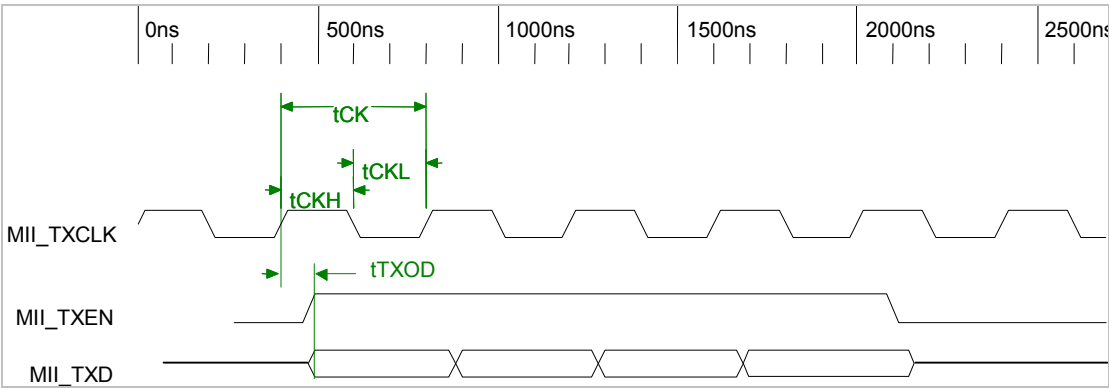 0ns 500ns 1000ns 1500ns 2000ns 2500ns
tCK
tCKL
tCKH
MII_TXCLK
tTXOD
MII_TXEN
MII_TXD